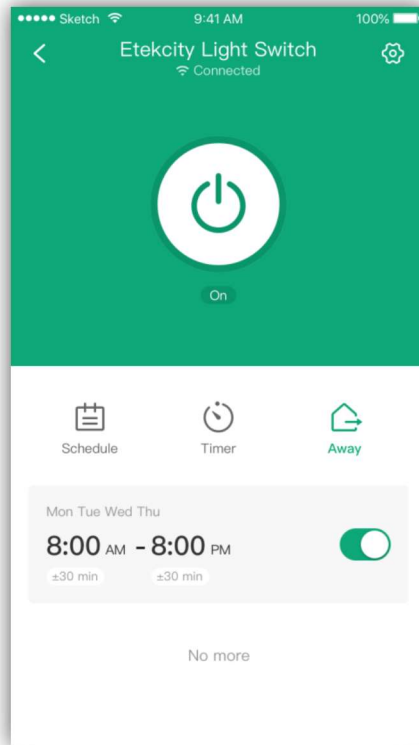 Sketch 9:41 AM 100%
Etekcity Light Switch
Connected
On
Schedule Timer Away
Mon Tue Wed Thu
8:00 AM - 8:00 PM
±30 min ±30 min
No more